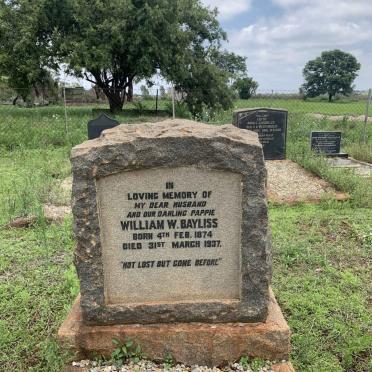 IN
LOVING MEMORY OF
MY DEAR HUSBAND
AND OUR DARLING PAPPIE
WILLIAM W. BAYLISS
BORN 4TH FEB. 1874
DIED 31ST MARCH 1937.
"NOT LOST BUT GONE BEFORE."